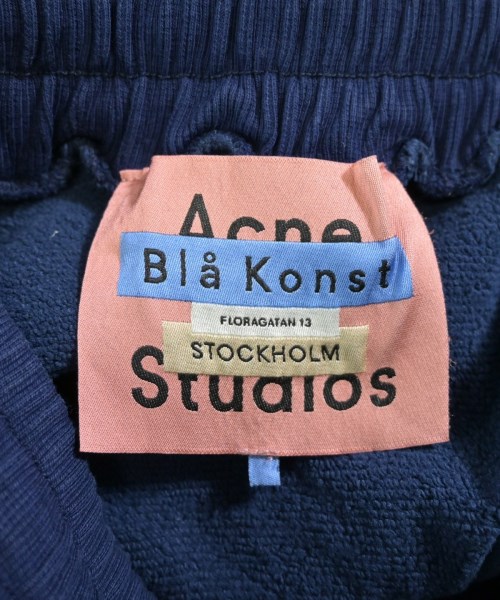 Acne
Blå Konst
FLORAGATAN 13
STOCKHOLM
Studios